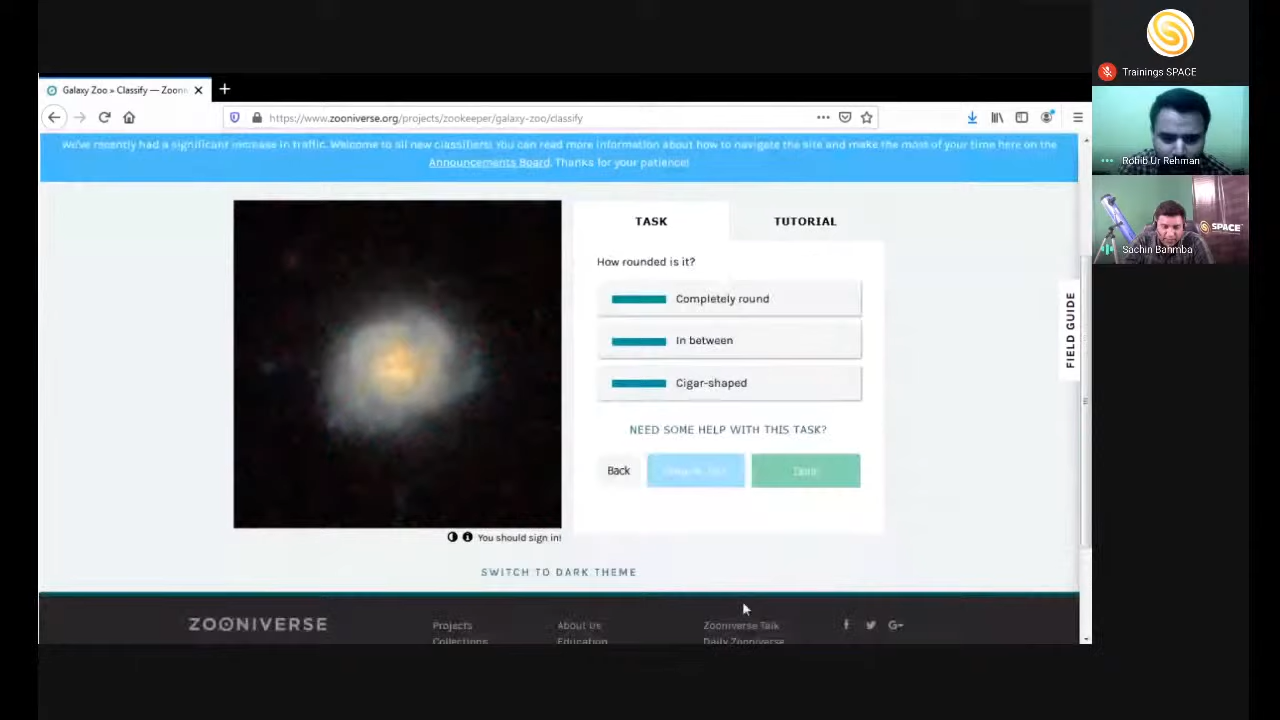 Trainings SPACE
Rohib Ur Rehman
SPACE
Sachin Bahmba
Galaxy Zoo » Classify — Zooni
https://www.zooniverse.org/projects/zookeeper/galaxy-zoo/classify
We've recently had a significant increase in traffic. Welcome to all new classifiers! You can read more information about how to navigate the site and make the most of your time here on the
Announcements Board. Thanks for your patience!
TASK
TUTORIAL
How rounded is it?
Completely round
In between
Cigar-shaped
NEED SOME HELP WITH THIS TASK?
Back
Done
FIELD GUIDE
You should sign in!
SWITCH TO DARK THEME
ZOONIVERSE
Projects
About Us
Zooniverse Talk
Collections
Education
Daily Zooniverse